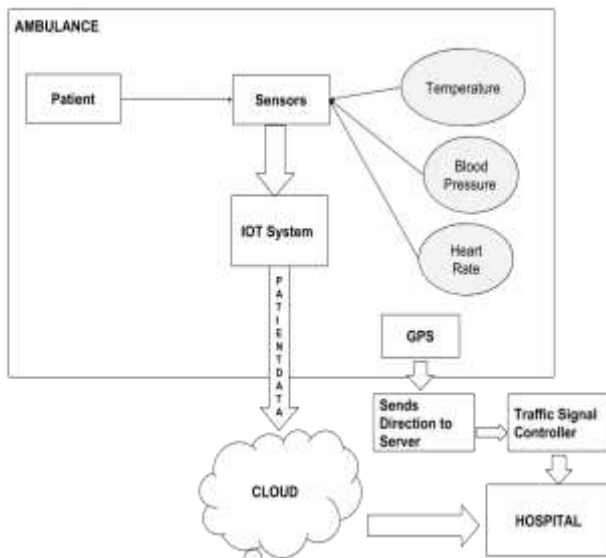 AMBULANCE
Patient
Sensors
Temperature
Blood
Pressure
Heart
Rate
IOT System
PATIENTDATA
GPS
Sends
Direction to
Server
Traffic Signal
Controller
CLOUD
HOSPITAL